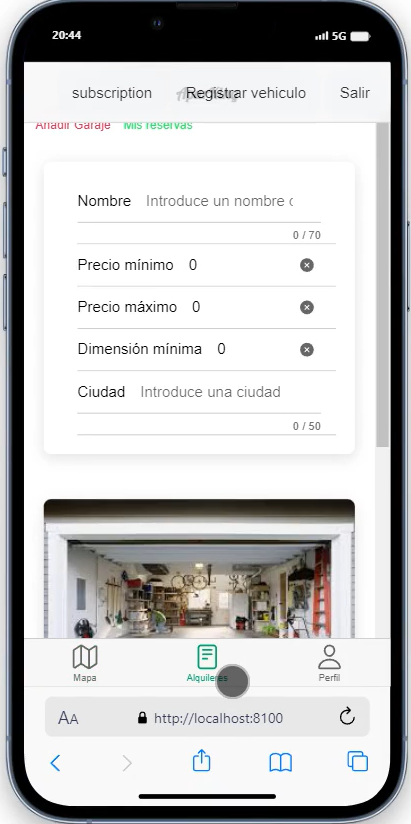 20:44 5G
subscription Registrar vehiculo Salir
Añadir Garaje Mis reservas
Nombre Introduce un nombre
0 / 70
Precio mínimo 0
Precio máximo 0
Dimensión mínima 0
Ciudad Introduce una ciudad
0 / 50
Mapa Alquileres Perfil
AA http://localhost:8100